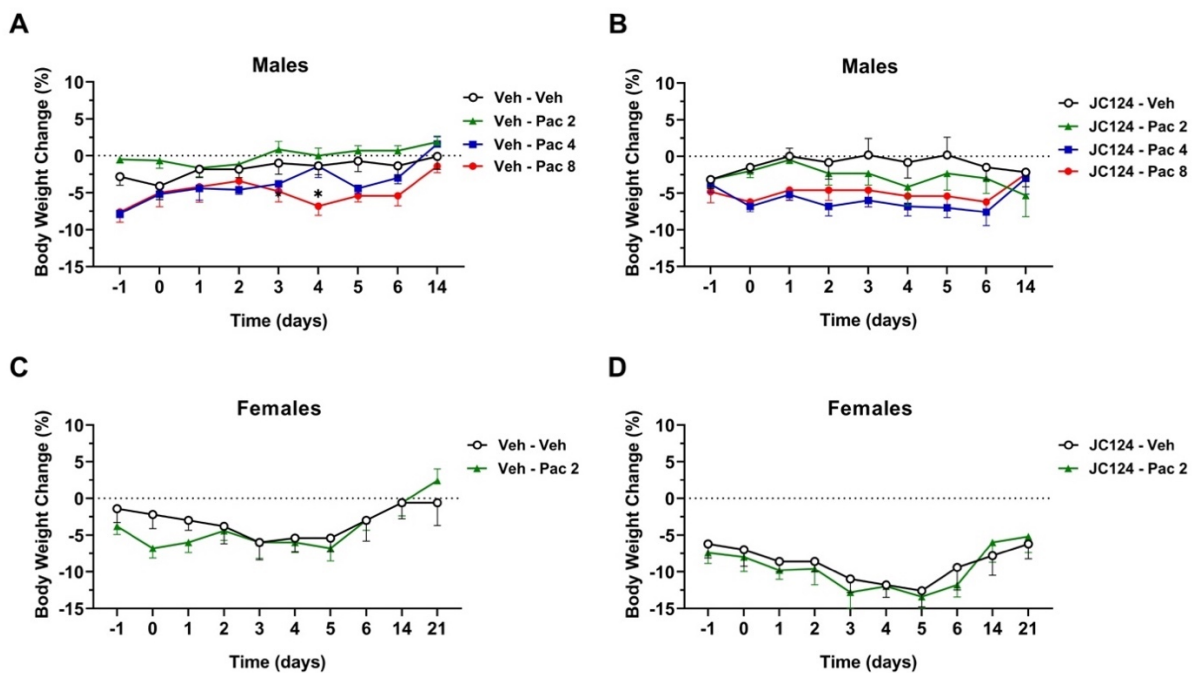 A
Males
Body Weight Change (%)
10
5
0
-5
-10
-15
* *
-1 0 1 2 3 4 5 6 14
Time (days)
Veh - Veh
Veh - Pac 2
Veh - Pac 4
Veh - Pac 8
B
Males
Body Weight Change (%)
10
5
0
-5
-10
-15
-1 0 1 2 3 4 5 6 14
Time (days)
JC124 - Veh
JC124 - Pac 2
JC124 - Pac 4
JC124 - Pac 8
C
Females
Body Weight Change (%)
10
5
0
-5
-10
-15
-1 0 1 2 3 4 5 6 14 21
Time (days)
Veh - Veh
Veh - Pac 2
D
Females
Body Weight Change (%)
10
5
0
-5
-10
-15
-1 0 1 2 3 4 5 6 14 21
Time (days)
JC124 - Veh
JC124 - Pac 2